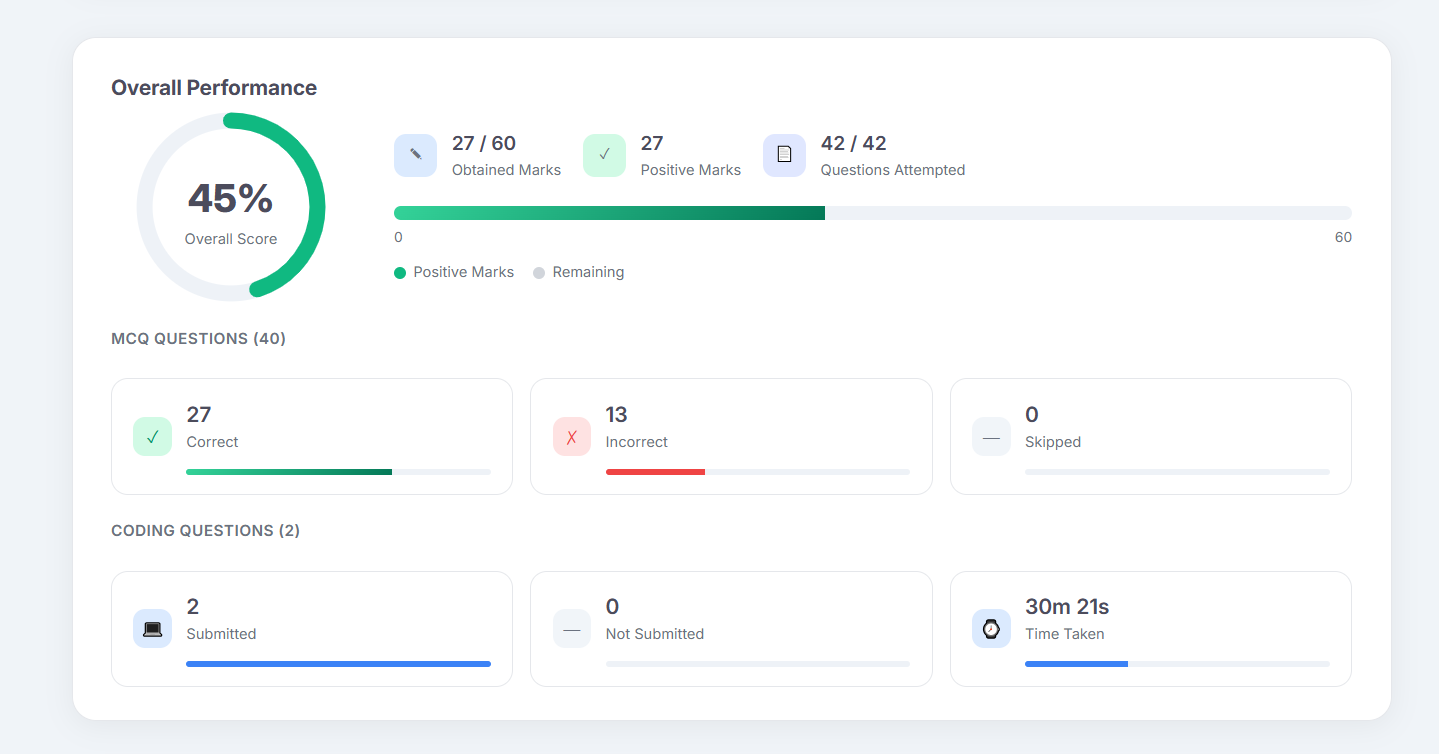 Overall Performance
45%
Overall Score
27 / 60
Obtained Marks
27
Positive Marks
42 / 42
Questions Attempted
0
60
Positive Marks
Remaining
MCQ QUESTIONS (40)
27
Correct
13
Incorrect
0
Skipped
CODING QUESTIONS (2)
2
Submitted
0
Not Submitted
30m 21s
Time Taken